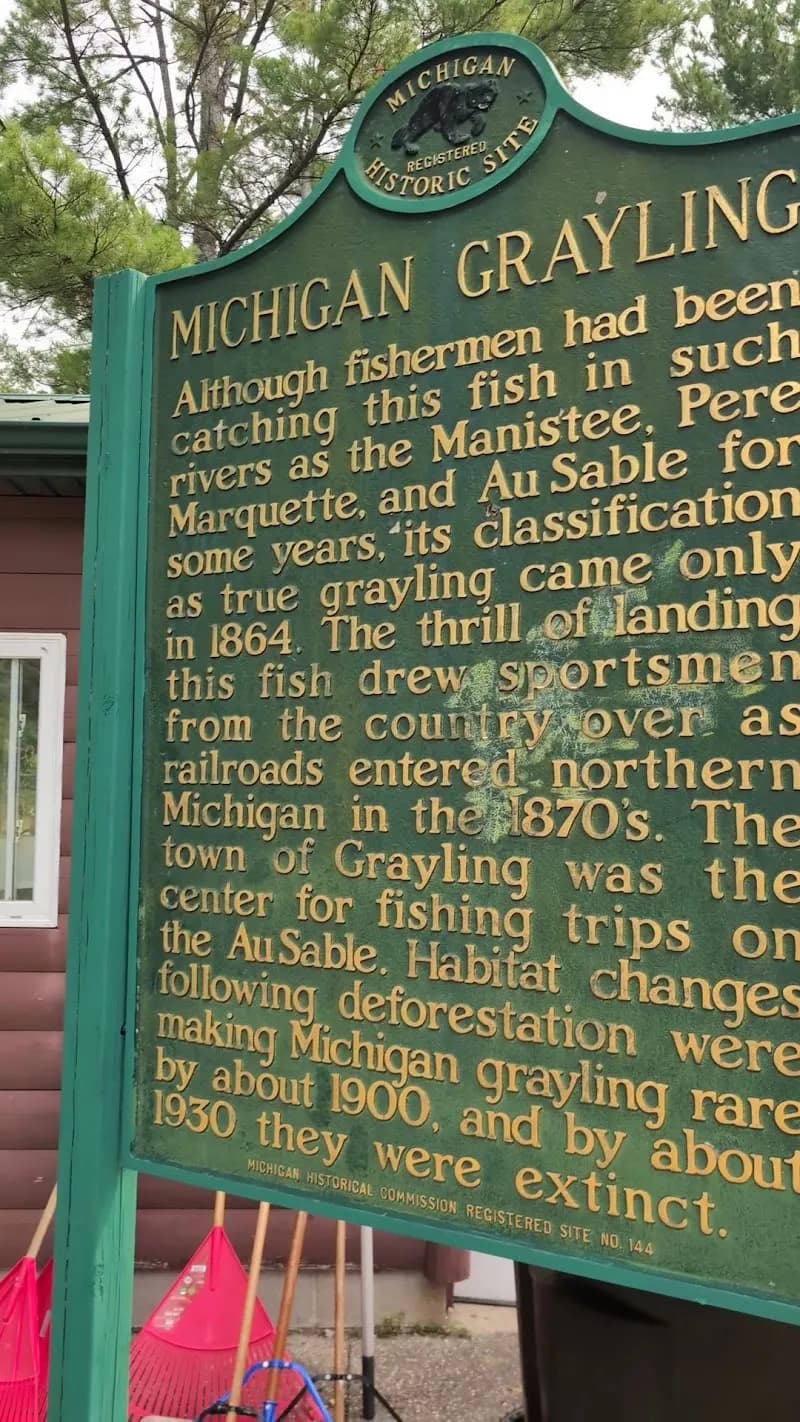 MICHIGAN
REGISTERED
HISTORIC SITE
MICHIGAN GRAYLING
Although fishermen had been
catching this fish in such
rivers as the Manistee, Pere
Marquette, and Au Sable for
some years, its classification
as true grayling came only
in 1864. The thrill of landing
this fish drew sportsmen
from the country over as
railroads entered northern
Michigan in the 1870's. The
town of Grayling was the
center for fishing trips on
the Au Sable. Habitat changes
following deforestation were
making Michigan grayling rare
by about 1900, and by about
1930 they were extinct.
MICHIGAN HISTORICAL COMMISSION REGISTERED SITE NO. 144